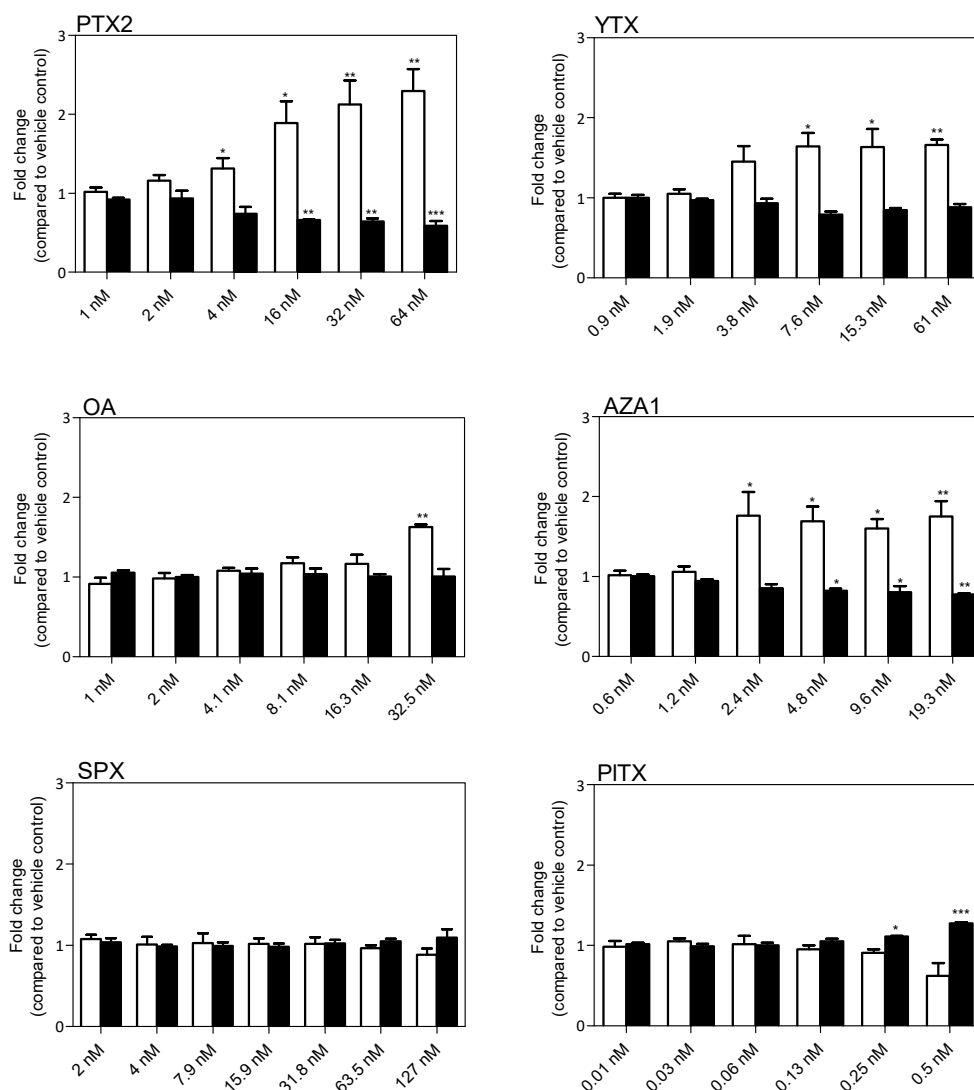 PTX2
Fold change
(compared to vehicle control)
3
2
1
0
* * ** **
** ** ***
1 nM 2 nM 4 nM 16 nM 32 nM 64 nM
YTX
Fold change
(compared to vehicle control)
3
2
1
0
* * **
0.9 nM 1.9 nM 3.8 nM 7.6 nM 15.3 nM 61 nM
OA
Fold change
(compared to vehicle control)
3
2
1
0
**
1 nM 2 nM 4.1 nM 8.1 nM 16.3 nM 32.5 nM
AZA1
Fold change
(compared to vehicle control)
3
2
1
0
* * * **
* * **
0.6 nM 1.2 nM 2.4 nM 4.8 nM 9.6 nM 19.3 nM
SPX
Fold change
(compared to vehicle control)
3
2
1
0
2 nM 4 nM 7.9 nM 15.9 nM 31.8 nM 63.5 nM 127 nM
PlTX
Fold change
(compared to vehicle control)
3
2
1
0
* ***
0.01 nM 0.03 nM 0.06 nM 0.13 nM 0.25 nM 0.5 nM